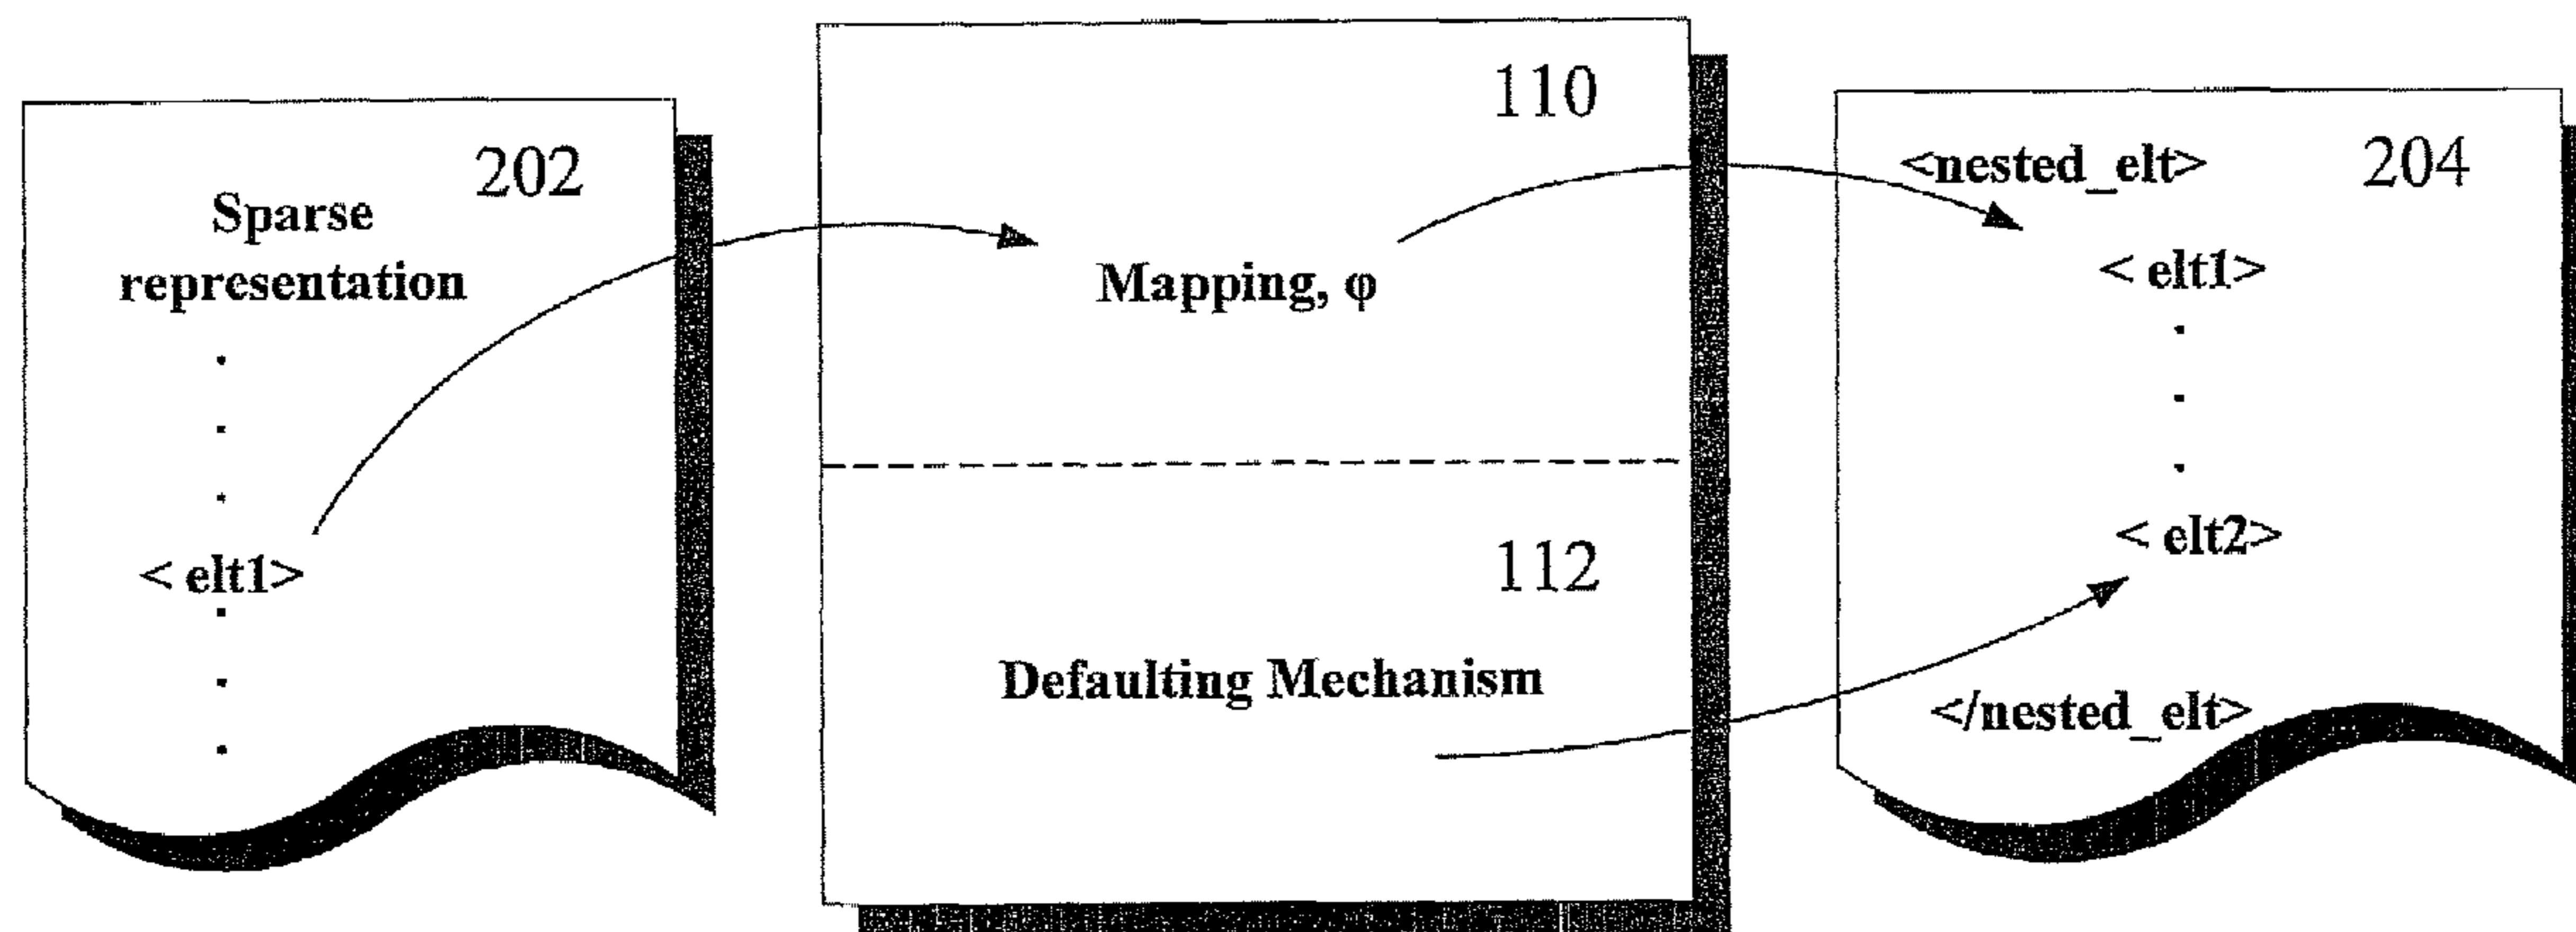 202
Sparse
representation
.
.
.
< elt1>
.
.
.
110
Mapping, φ
112
Defaulting Mechanism
<nested_elt> 204
< elt1>
.
.
.
< elt2>
</nested_elt>